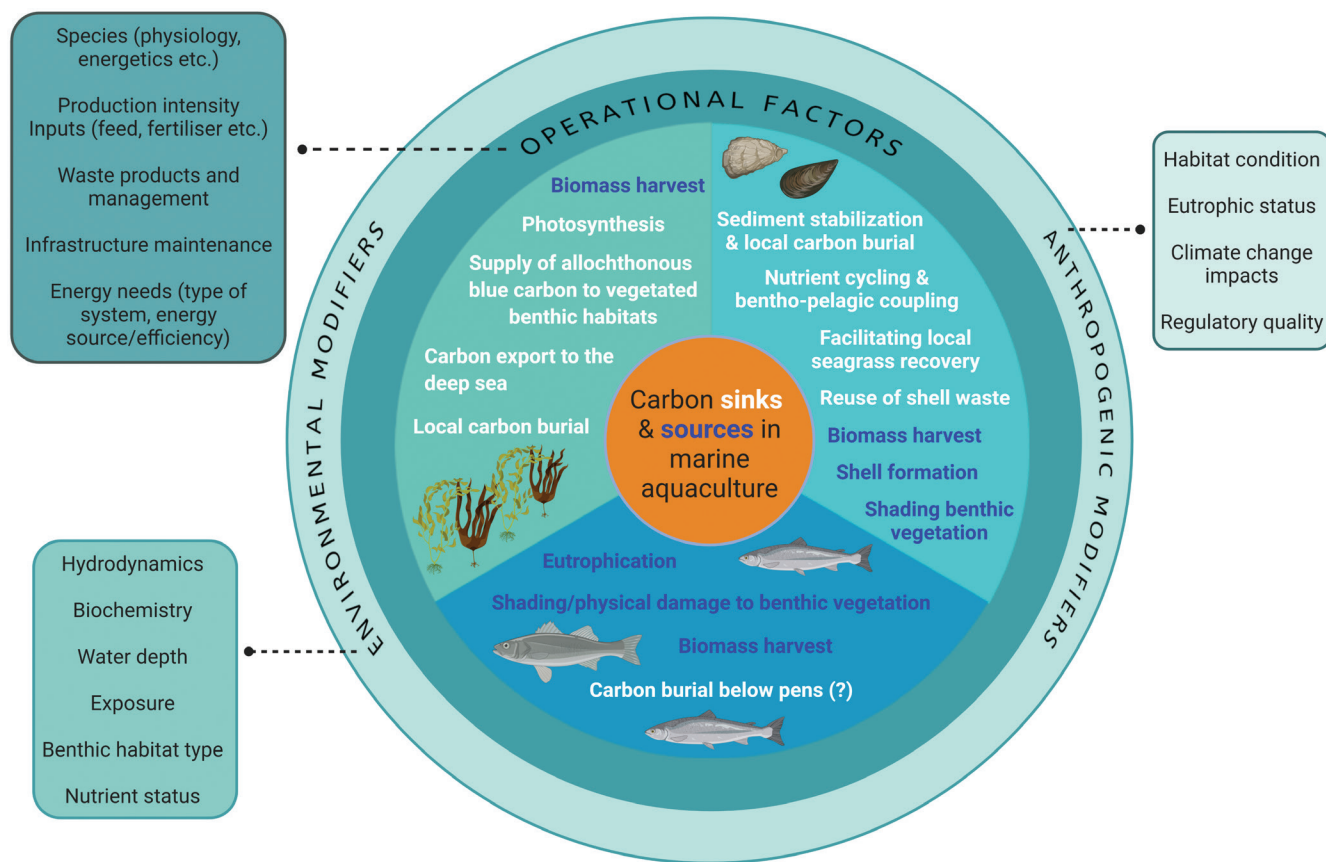 Species (physiology,
energetics etc.)
Production intensity
Inputs (feed, fertiliser etc.)
Waste products and
management
Infrastructure maintenance
Energy needs (type of
system, energy
source/efficiency)
Hydrodynamics
Biochemistry
Water depth
Exposure
Benthic habitat type
Nutrient status
ENVIRONMENTAL MODIFIERS
OPERATIONAL FACTORS
ANTHROPOGENIC MODIFIERS
Biomass harvest
Photosynthesis
Supply of allochthonous
blue carbon to vegetated
benthic habitats
Carbon export to the
deep sea
Local carbon burial
Sediment stabilization
& local carbon burial
Nutrient cycling &
bentho-pelagic coupling
Facilitating local
seagrass recovery
Reuse of shell waste
Biomass harvest
Shell formation
Shading benthic
vegetation
Carbon sinks
& sources in
marine
aquaculture
Eutrophication
Shading/physical damage to benthic vegetation
Biomass harvest
Carbon burial below pens (?)
Habitat condition
Eutrophic status
Climate change
impacts
Regulatory quality